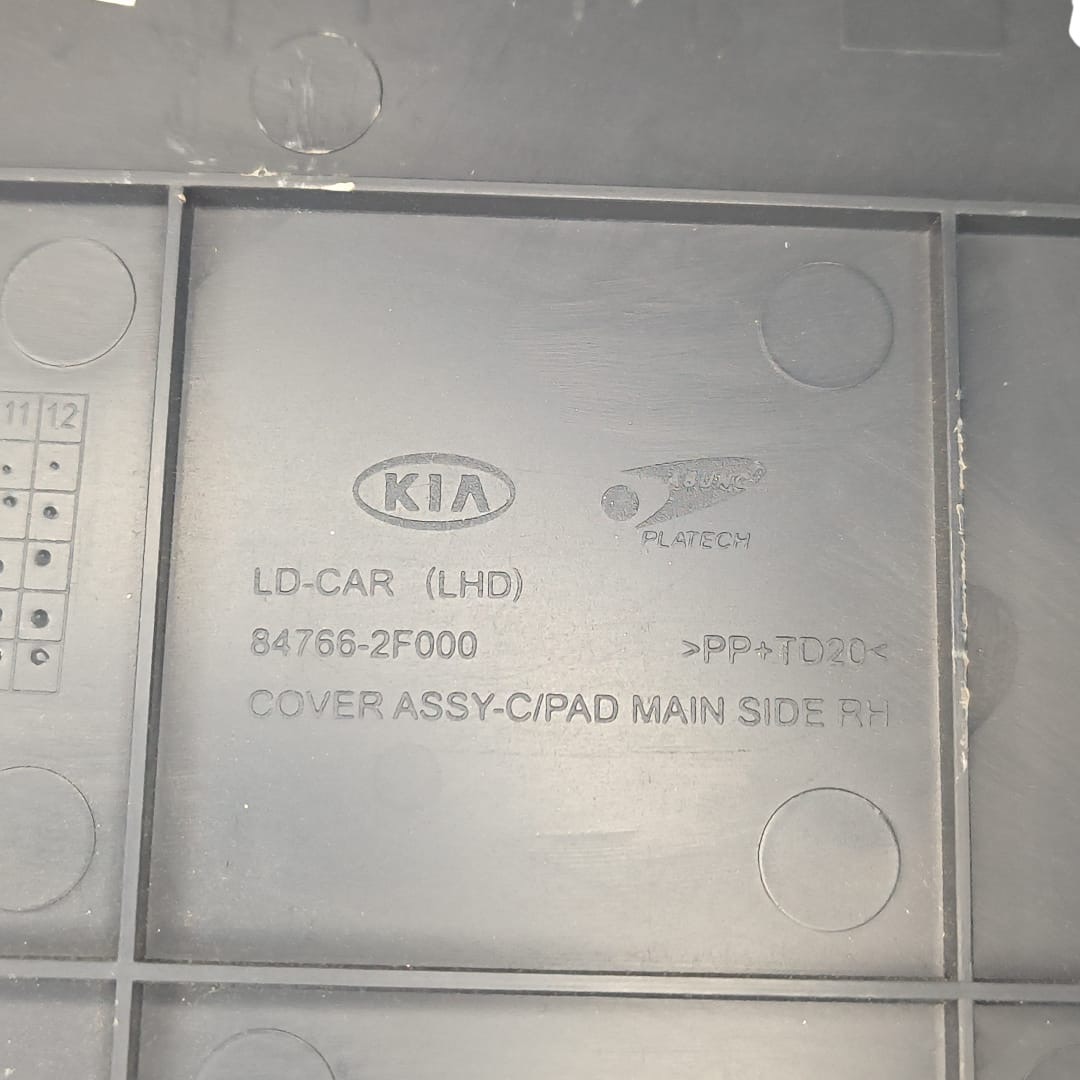 11 12
KIA
PLATECH
LD-CAR (LHD)
84766-2F000 >PP+TD20<
COVER ASSY-C/PAD MAIN SIDE RH